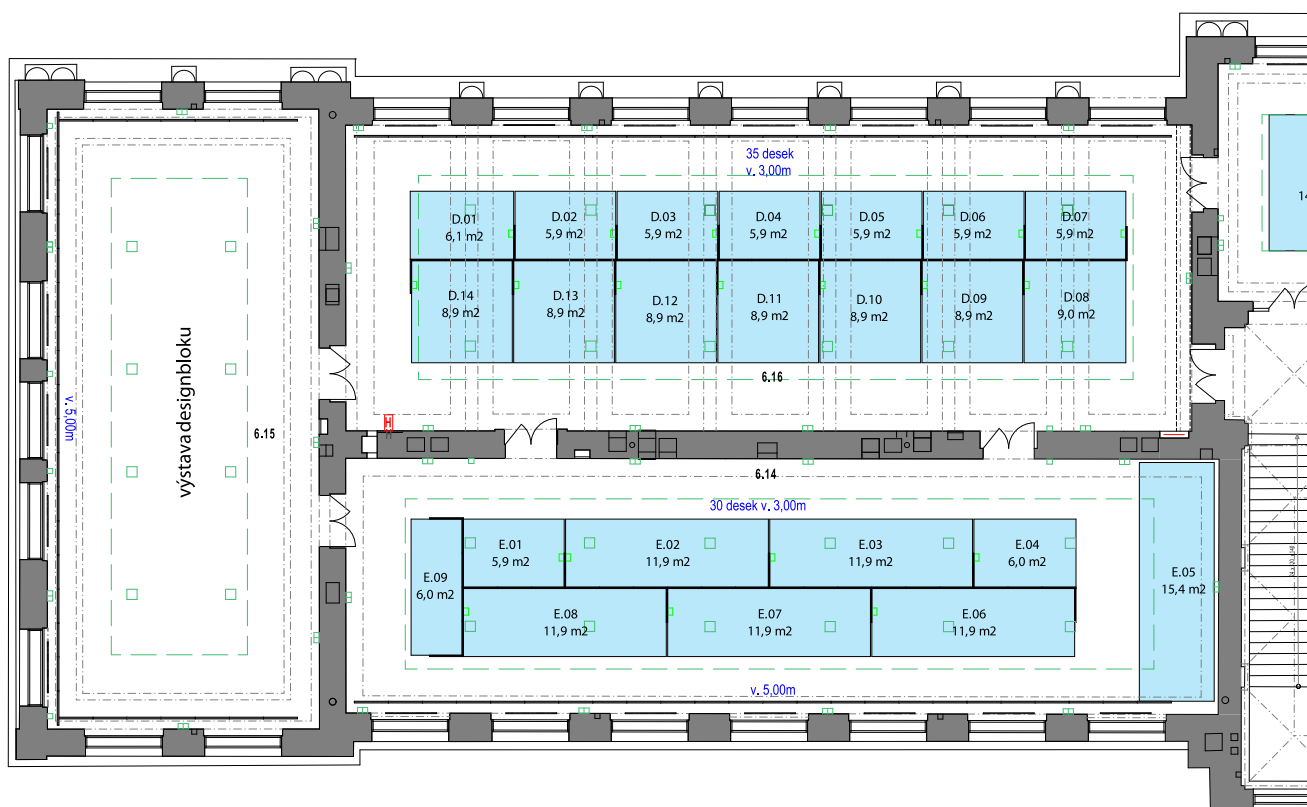 35 desek
v. 3,00m
D.01
6,1 m2
D.02
5,9 m2
D.03
5,9 m2
D.04
5,9 m2
D.05
5,9 m2
D.06
5,9 m2
D.07
5,9 m2
14
D.14
8,9 m2
D.13
8,9 m2
D.12
8,9 m2
D.11
8,9 m2
D.10
8,9 m2
D.09
8,9 m2
D.08
9,0 m2
6.16
výstavadesignbloku
v. 5,00m
6.15
H
6.14
30 desek v. 3,00m
E.09
6,0 m2
E.01
5,9 m2
E.02
11,9 m2
E.03
11,9 m2
E.04
6,0 m2
E.05
15,4 m2
E.08
11,9 m2
E.07
11,9 m2
E.06
11,9 m2
v. 5,00m